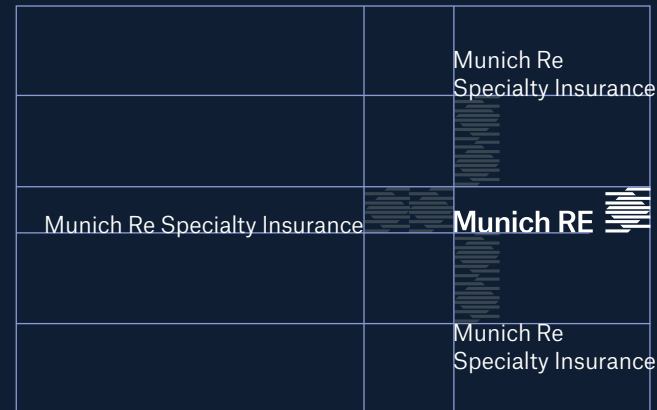 Munich Re
Specialty Insurance
Munich Re Specialty Insurance
Munich RE
Munich Re
Specialty Insurance